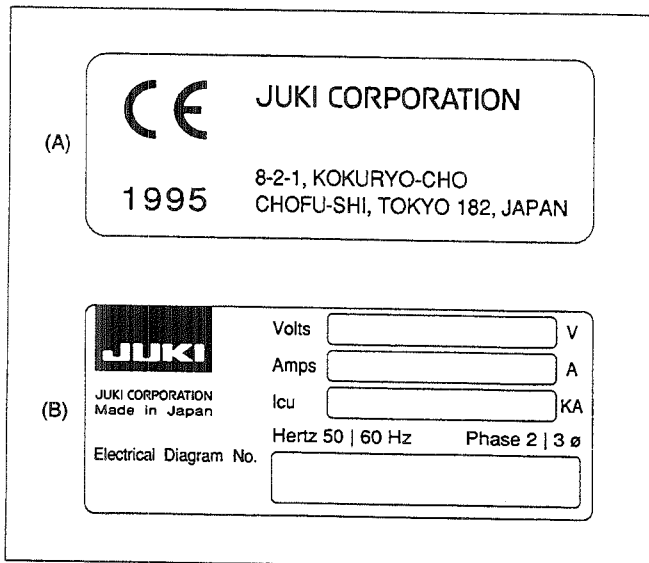 (A)
CE
JUKI CORPORATION
1995
8-2-1, KOKURYO-CHO
CHOFU-SHI, TOKYO 182, JAPAN
(B)
JUKI
JUKI CORPORATION
Made in Japan
Volts V
Amps A
Icu KA
Hertz 50 | 60 Hz Phase 2 | 3 ø
Electrical Diagram No.